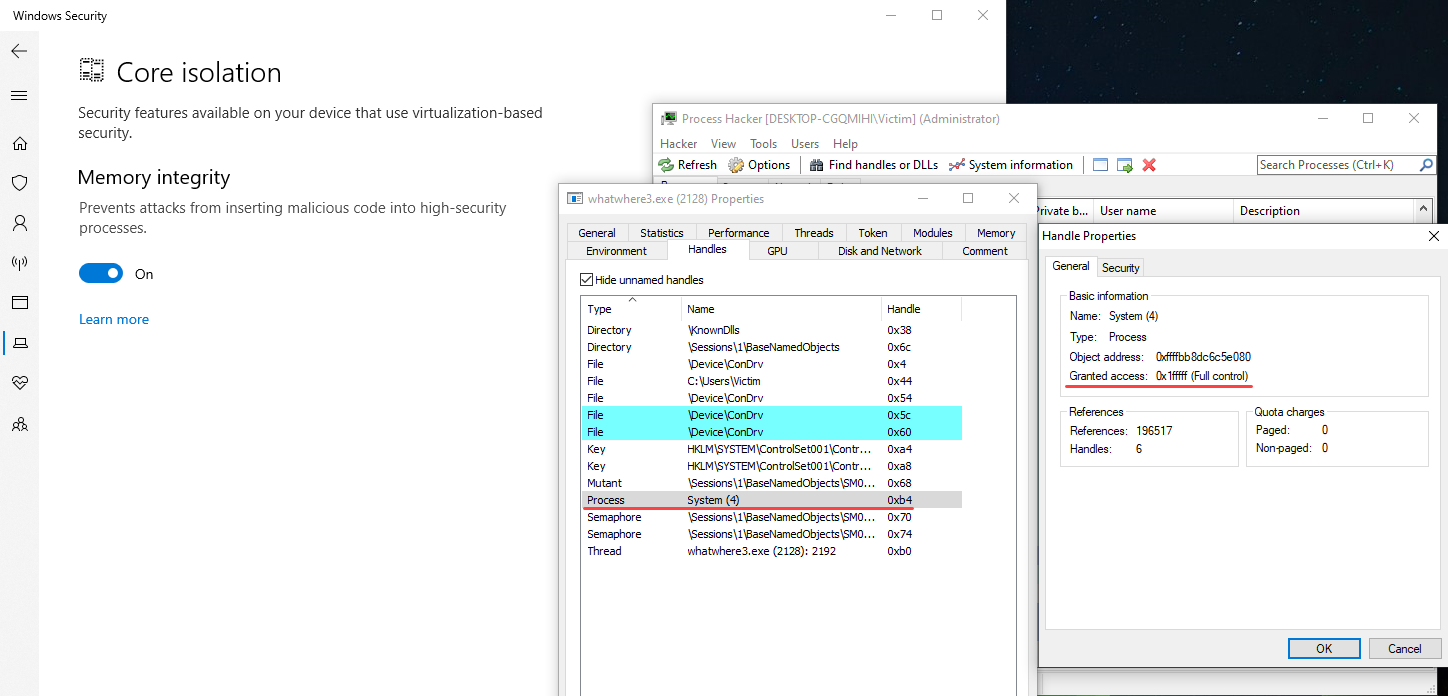 Windows Security
Core isolation
Security features available on your device that use virtualization-based
security.
Memory integrity
Prevents attacks from inserting malicious code into high-security
processes.
On
Learn more
Process Hacker [DESKTOP-CGQMIHI\Victim] (Administrator)
Hacker View Tools Users Help
Refresh Options Find handles or DLLs System information Search Processes (Ctrl+K)
Private b... User name Description
whatwhere3.exe (2128) Properties
General Statistics Performance Threads Token Modules Memory
Environment Handles GPU Disk and Network Comment
Hide unnamed handles
Type Name Handle
Directory \KnownDlls 0x38
Directory \Sessions\1\BaseNamedObjects 0x6c
File \Device\ConDrv 0x4
File C:\Users\Victim 0x44
File \Device\ConDrv 0x54
File \Device\ConDrv 0x5c
File \Device\ConDrv 0x60
Key HKLM\SYSTEM\ControlSet001\Contr... 0xa4
Key HKLM\SYSTEM\ControlSet001\Contr... 0xa8
Mutant \Sessions\1\BaseNamedObjects\SM0... 0x68
Process System (4) 0xb4
Semaphore \Sessions\1\BaseNamedObjects\SM0... 0x70
Semaphore \Sessions\1\BaseNamedObjects\SM0... 0x74
Thread whatwhere3.exe (2128): 2192 0xb0
Handle Properties
General Security
Basic information
Name: System (4)
Type: Process
Object address: 0xffffbb8dc6c5e080
Granted access: 0x1fffff (Full control)
References
References: 196517
Handles: 6
Quota charges
Paged: 0
Non-paged: 0
OK Cancel